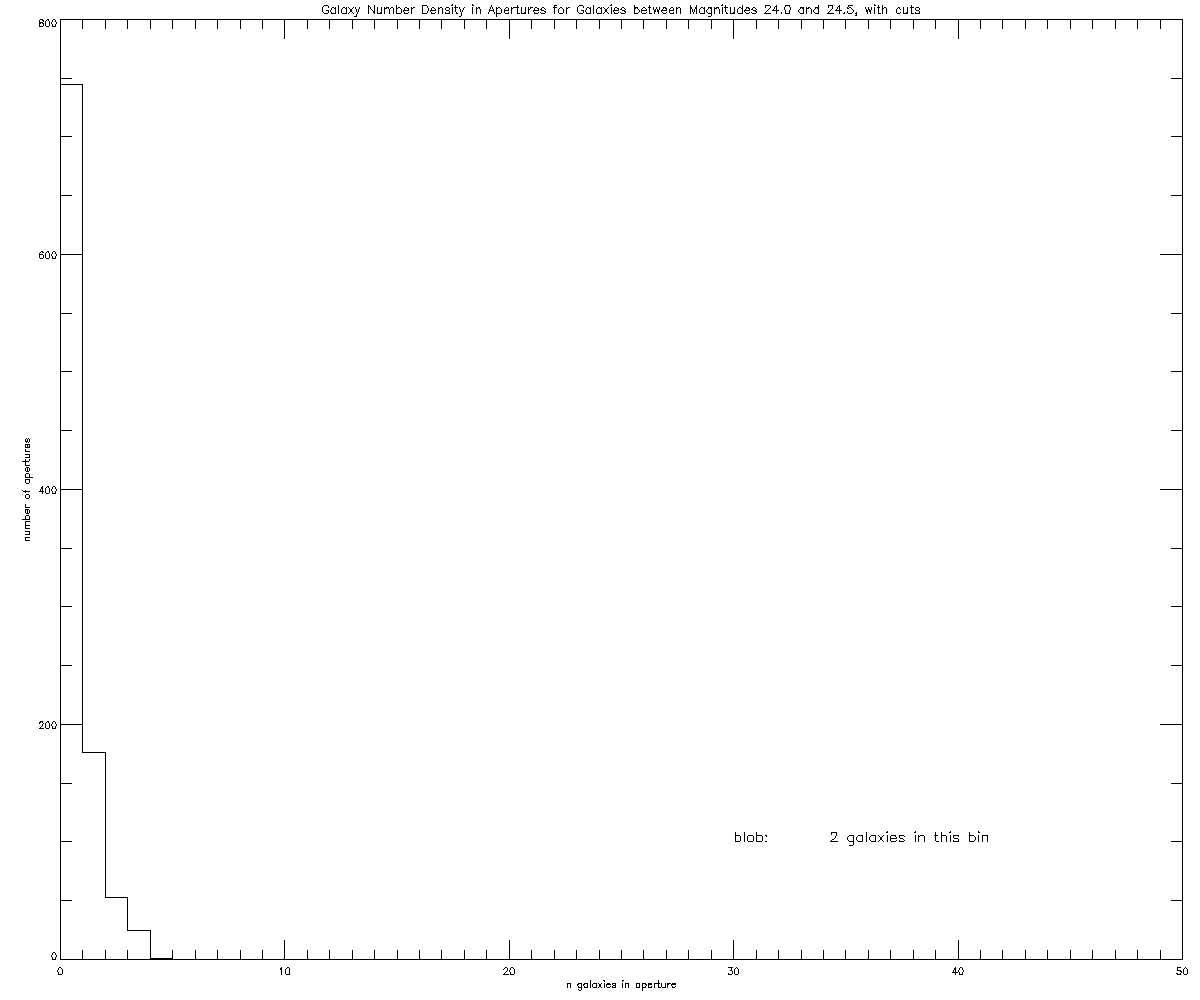 Galaxy Number Density in Apertures for Galaxies between Magnitudes 24.0 and 24.5, with cuts
800
600
400
200
0
number of apertures
blob: 2 galaxies in this bin
0 10 20 30 40 50
n galaxies in aperture